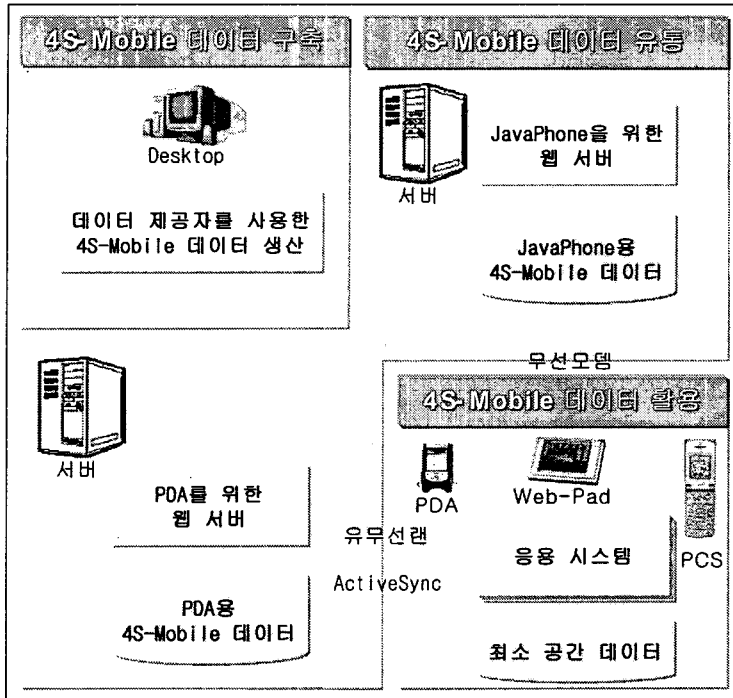 4S-Mobile 데이터 구축
Desktop
데이터 제공자를 사용한
4S-Mobile 데이터 생산
4S-Mobile 데이터 유통
서버
JavaPhone을 위한
웹 서버
JavaPhone용
4S-Mobile 데이터
무선모뎀
서버
PDA를 위한
웹 서버
PDA용
4S-Mobile 데이터
유무선랜
ActiveSync
4S-Mobile 데이터 활용
PDA
Web-Pad
PCS
응용 시스템
최소 공간 데이터